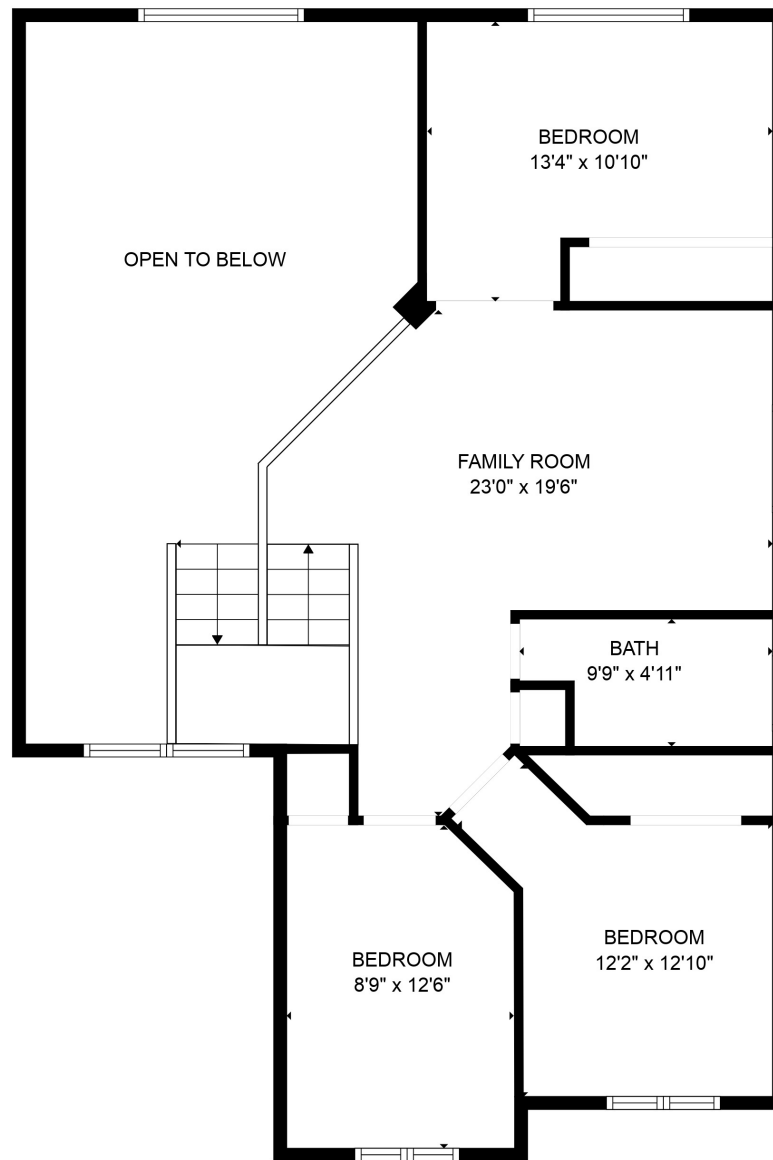 BEDROOM
13'4" x 10'10"
OPEN TO BELOW
FAMILY ROOM
23'0" x 19'6"
BATH
9'9" x 4'11"
BEDROOM
12'2" x 12'10"
BEDROOM
8'9" x 12'6"